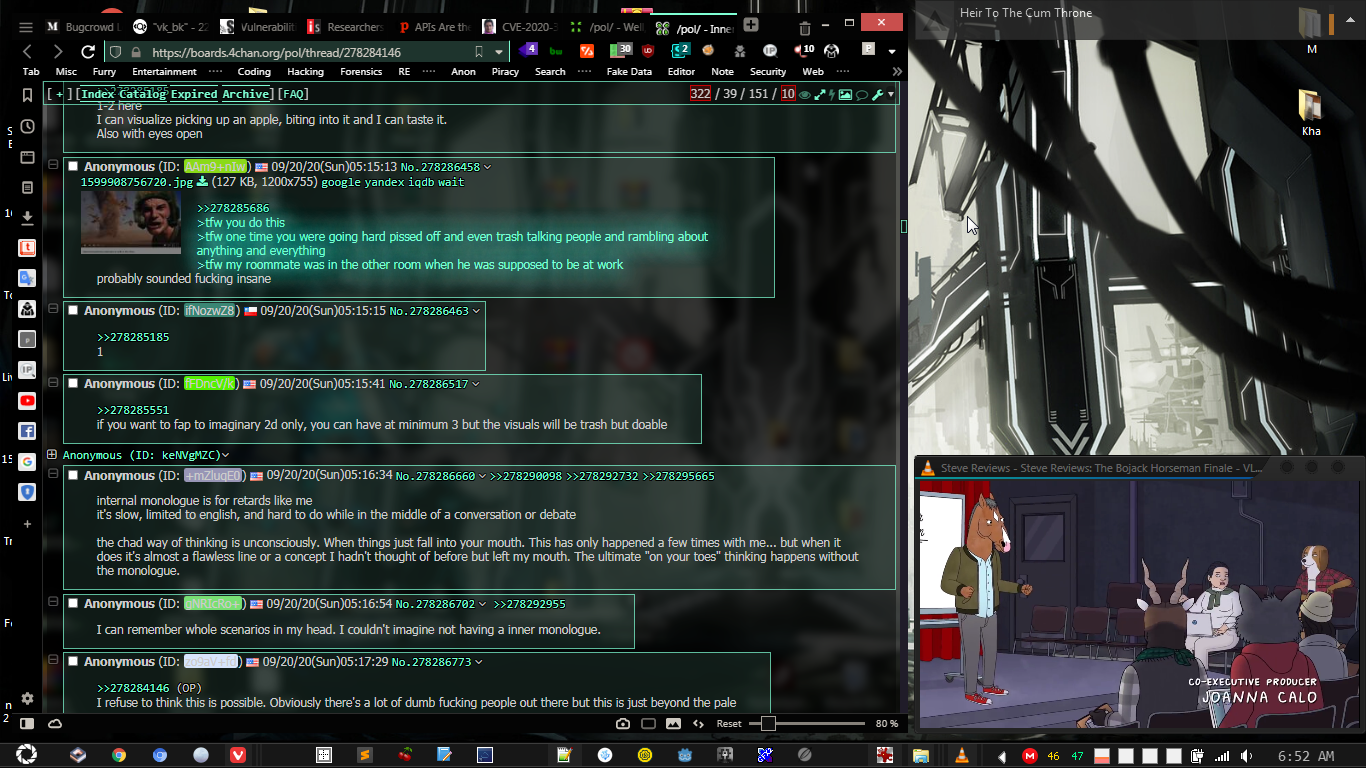 Bugcrowd U
"vk_bk" - 22
Vulnerabilit
Researchers
APIs Are the
CVE-2020-3
/pol/ - Well
/pol/ - Inner
https://boards.4chan.org/pol/thread/278284146
4
30
2
10
Tab Misc Furry Entertainment Coding Hacking Forensics RE Anon Piracy Search Fake Data Editor Note Security Web
[ + ] [Index Catalog Expired Archive] [FAQ]
322 / 39 / 151 / 10
>>278285185
1-2 here
I can visualize picking up an apple, biting into it and I can taste it.
Also with eyes open
Anonymous (ID: AAm9+nIw) 09/20/20(Sun)05:15:13 No.278286458
1599908756720.jpg (127 KB, 1200x755) google yandex iqdb wait
>>278285686
>tfw you do this
>tfw one time you were going hard pissed off and even trash talking people and rambling about
anything and everything
>tfw my roommate was in the other room when he was supposed to be at work
probably sounded fucking insane
Anonymous (ID: ifNozwZ8) 09/20/20(Sun)05:15:15 No.278286463
>>278285185
1
Anonymous (ID: fFDncV/k) 09/20/20(Sun)05:15:41 No.278286517
>>278285551
if you want to fap to imaginary 2d only, you can have at minimum 3 but the visuals will be trash but doable
Anonymous (ID: keNVgMZC)
Anonymous (ID: +mZluqE0) 09/20/20(Sun)05:16:34 No.278286660 >>278290098 >>278292732 >>278295665
internal monologue is for retards like me
it's slow, limited to english, and hard to do while in the middle of a conversation or debate
the chad way of thinking is unconsciously. When things just fall into your mouth. This has only happened a few times with me... but when it
does it's almost a flawless line or a concept I hadn't thought of before but left my mouth. The ultimate "on your toes" thinking happens without
the monologue.
Anonymous (ID: gNRIcRo+) 09/20/20(Sun)05:16:54 No.278286702 >>278292955
I can remember whole scenarios in my head. I couldn't imagine not having a inner monologue.
Anonymous (ID: 09/20/20(Sun)05:17:29 No.278286773
>>278284146 (OP)
I refuse to think this is possible. Obviously there's a lot of dumb fucking people out there but this is just beyond the pale
Reset
80 %
Heir To The Cum Throne
M
Kha
Steve Reviews - Steve Reviews: The Bojack Horseman Finale - VL...
CO-EXECUTIVE PRODUCER
JOANNA CALO
46 47
6:52 AM